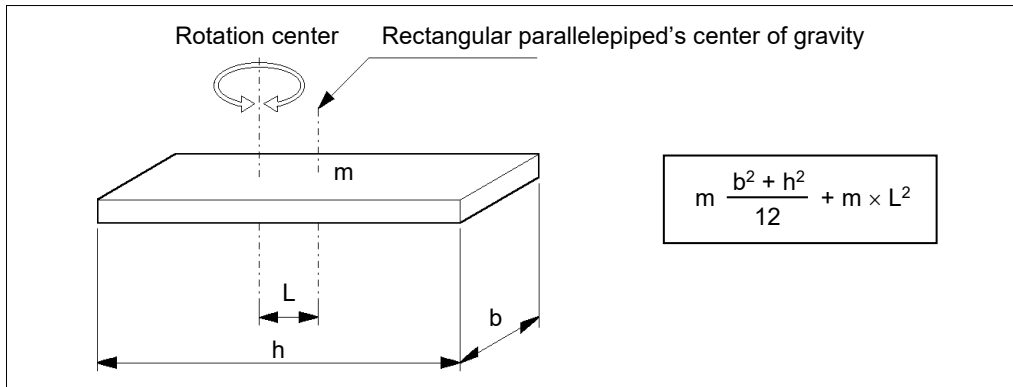 Rotation center
Rectangular parallelepiped’s center of gravity
m
m b² + h² / 12 + m × L²
L
b
h